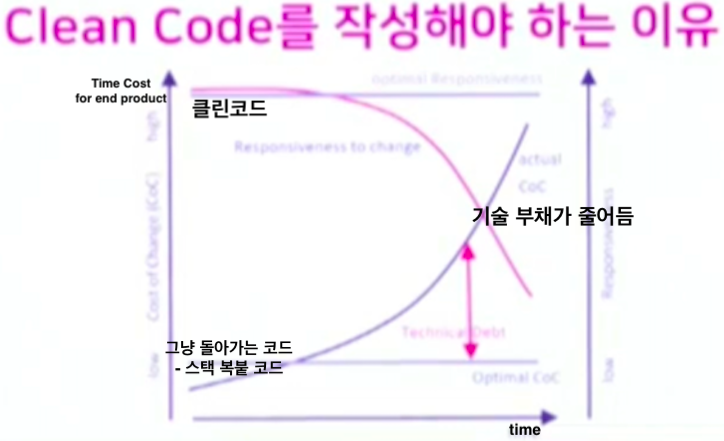 Clean Code를 작성해야 하는 이유
Time Cost
for end product
optimal Responsiveness
클린코드
high
high
Responsiveness to change
actual
CoC
기술 부채가 줄어듬
Cost of Change (CoC)
Responsiveness
Technical Debt
그냥 돌아가는 코드
- 스택 복붙 코드
low
low
Optimal CoC
time